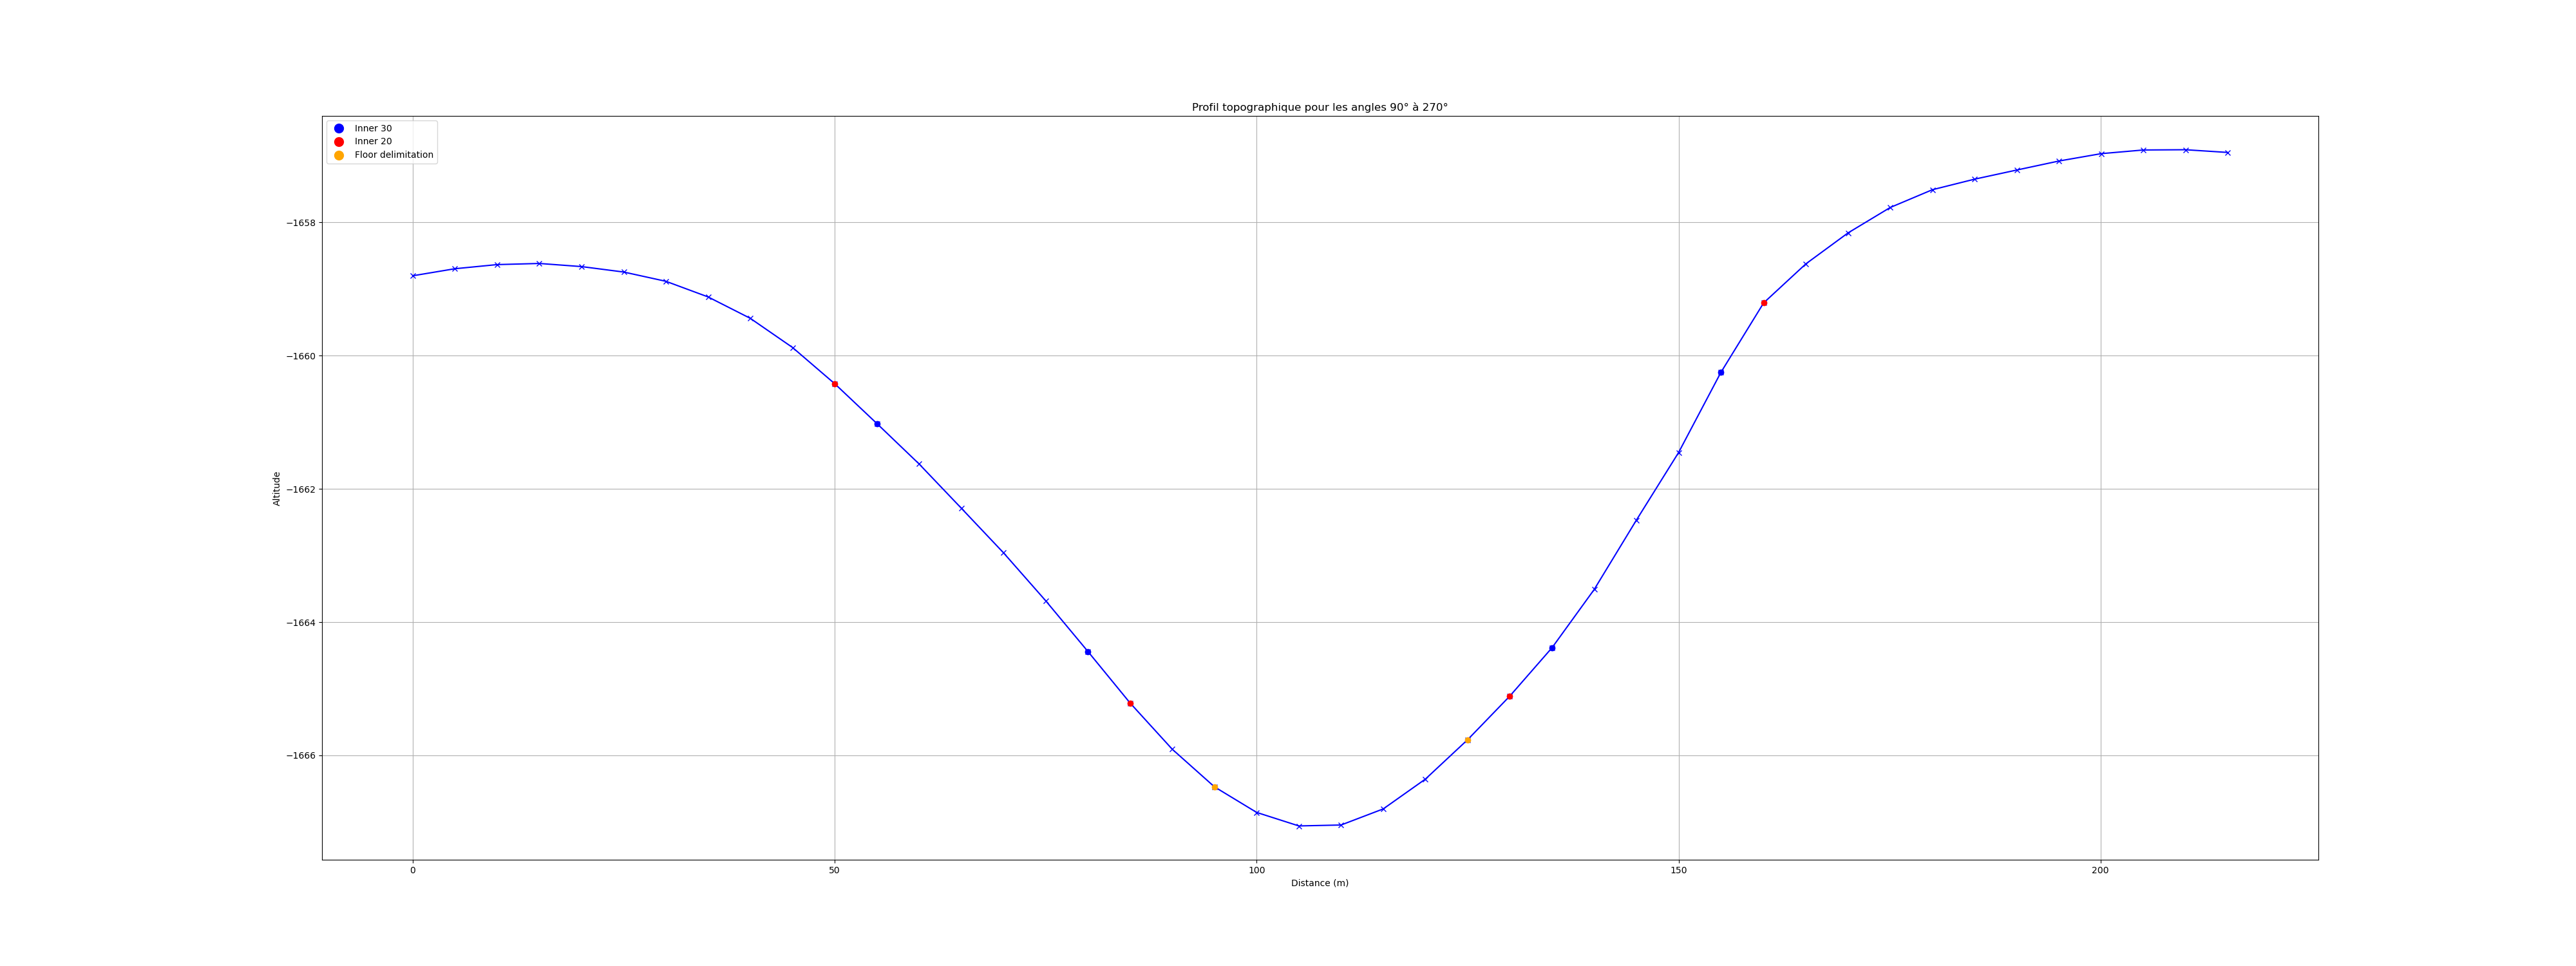 Profil topographique pour les angles 90° à 270°
Inner 30
Inner 20
Floor delimitation
−1658
−1660
−1662
−1664
−1666
Altitude
0
50
100
150
200
Distance (m)